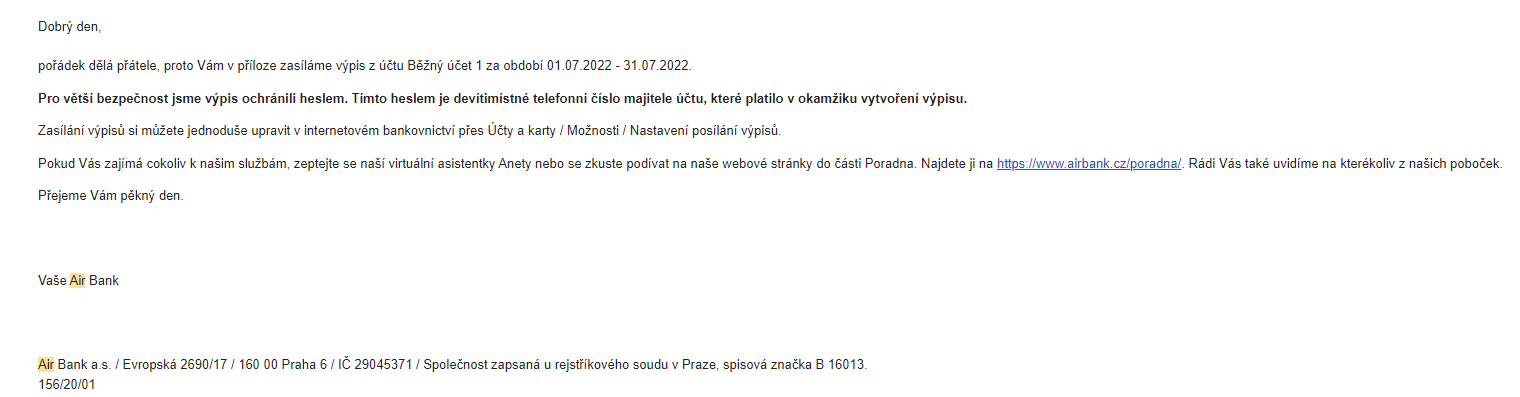 Dobrý den,
pořádek dělá přátele, proto Vám v příloze zasíláme výpis z účtu Běžný účet 1 za období 01.07.2022 - 31.07.2022.
Pro větší bezpečnost jsme výpis ochránili heslem. Tímto heslem je devítimístné telefonní číslo majitele účtu, které platilo v okamžiku vytvoření výpisu.
Zasílání výpisů si můžete jednoduše upravit v internetovém bankovnictví přes Účty a karty / Možnosti / Nastavení posílání výpisů.
Pokud Vás zajímá cokoliv k našim službám, zeptejte se naší virtuální asistentky Anety nebo se zkuste podívat na naše webové stránky do části Poradna. Najdete ji na https://www.airbank.cz/poradna/. Rádi Vás také uvidíme na kterékoliv z našich poboček.
Přejeme Vám pěkný den.
Vaše Air Bank
Air Bank a.s. / Evropská 2690/17 / 160 00 Praha 6 / IČ 29045371 / Společnost zapsaná u rejstříkového soudu v Praze, spisová značka B 16013.
156/20/01